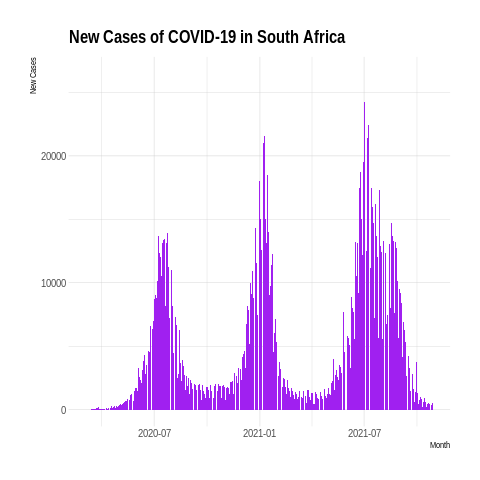 New Cases of COVID-19 in South Africa
New Cases
20000
10000
0
2020-07 2021-01 2021-07
Month